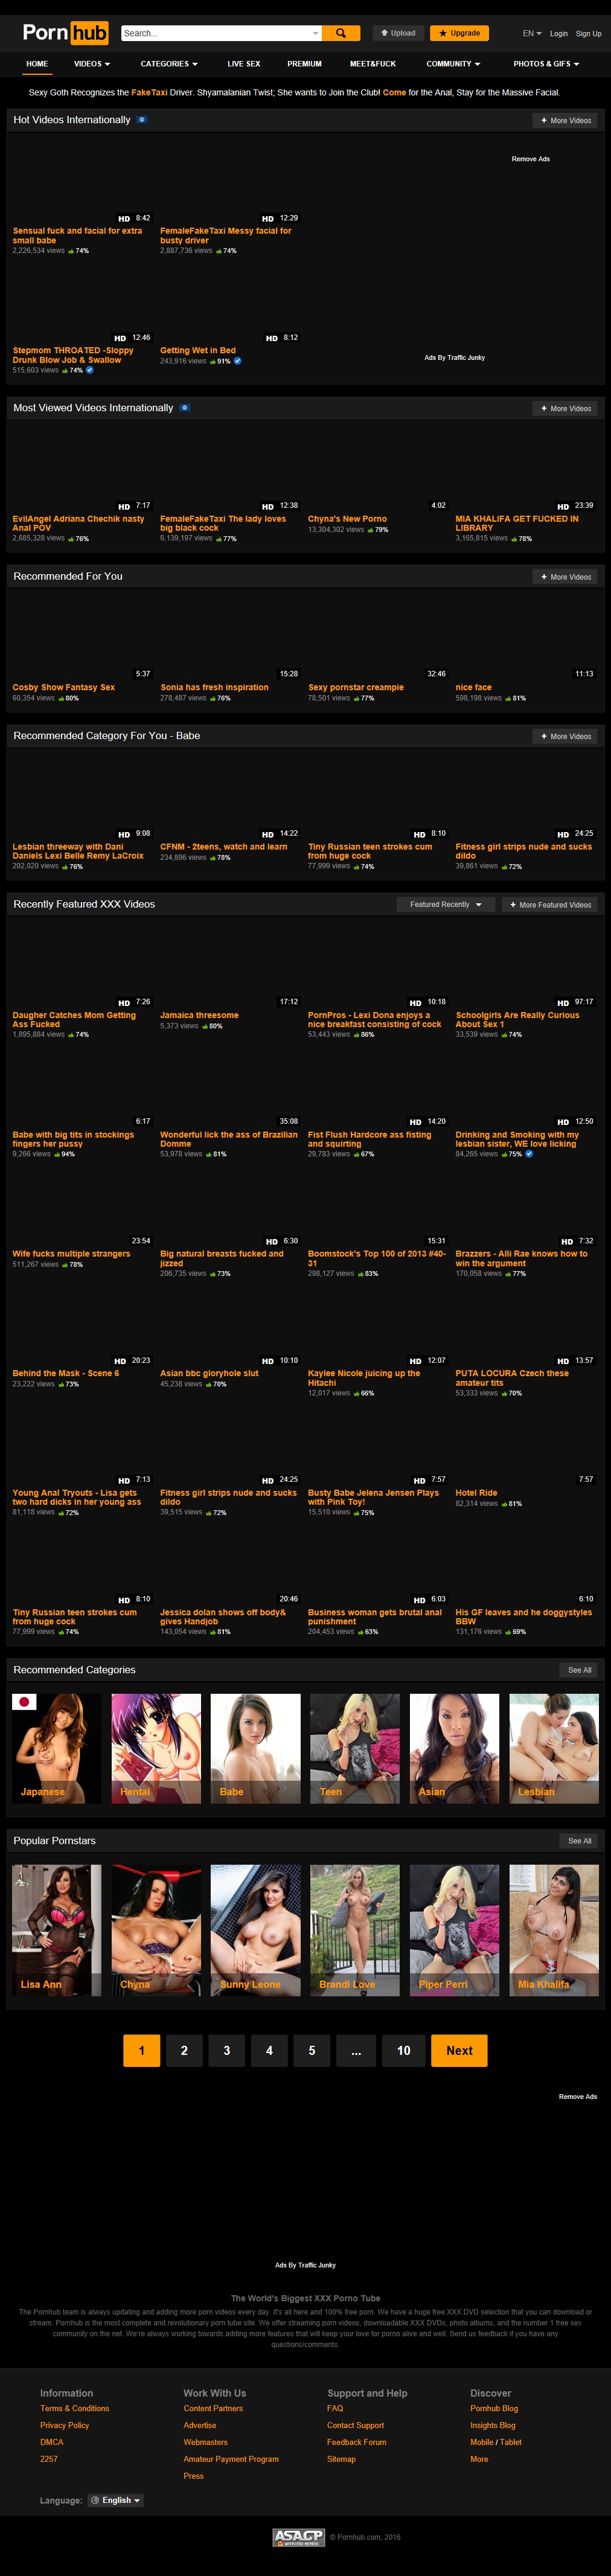 Pornhub
Search...
Upload
Upgrade
EN
Login
Sign Up
HOME
VIDEOS
CATEGORIES
LIVE SEX
PREMIUM
MEET&FUCK
COMMUNITY
PHOTOS & GIFS
Sexy Goth Recognizes the FakeTaxi Driver. Shyamalanian Twist; She wants to Join the Club! Come for the Anal, Stay for the Massive Facial.
Hot Videos Internationally
+ More Videos
Remove Ads
HD 8:42
Sensual fuck and facial for extra
small babe
2,226,534 views 74%
HD 12:29
FemaleFakeTaxi Messy facial for
busty driver
2,887,736 views 74%
HD 12:46
Stepmom THROATED -Sloppy
Drunk Blow Job & Swallow
515,603 views 74%
HD 8:12
Getting Wet in Bed
243,916 views 91%
Ads By Traffic Junky
Most Viewed Videos Internationally
+ More Videos
HD 7:17
EvilAngel Adriana Chechik nasty
Anal POV
2,685,328 views 76%
HD 12:38
FemaleFakeTaxi The lady loves
big black cock
6,139,197 views 77%
4:02
Chyna's New Porno
13,304,302 views 79%
HD 23:39
MIA KHALIFA GET FUCKED IN
LIBRARY
3,165,815 views 78%
Recommended For You
+ More Videos
5:37
Cosby Show Fantasy Sex
60,354 views 80%
15:28
Sonia has fresh inspiration
278,487 views 76%
32:46
Sexy pornstar creampie
78,501 views 77%
11:13
nice face
598,198 views 81%
Recommended Category For You - Babe
+ More Videos
HD 9:08
Lesbian threeway with Dani
Daniels Lexi Belle Remy LaCroix
202,020 views 76%
HD 14:22
CFNM - 2teens, watch and learn
234,896 views 78%
HD 8:10
Tiny Russian teen strokes cum
from huge cock
77,999 views 74%
HD 24:25
Fitness girl strips nude and sucks
dildo
39,861 views 72%
Recently Featured XXX Videos
Featured Recently
+ More Featured Videos
HD 7:26
Daugher Catches Mom Getting
Ass Fucked
1,895,884 views 74%
17:12
Jamaica threesome
5,373 views 80%
HD 10:18
PornPros - Lexi Dona enjoys a
nice breakfast consisting of cock
53,443 views 86%
HD 97:17
Schoolgirls Are Really Curious
About Sex 1
33,539 views 74%
6:17
Babe with big tits in stockings
fingers her pussy
9,266 views 94%
35:08
Wonderful lick the ass of Brazilian
Domme
53,978 views 81%
HD 14:20
Fist Flush Hardcore ass fisting
and squirting
29,783 views 67%
HD 12:50
Drinking and Smoking with my
lesbian sister, WE love licking
84,265 views 75%
23:54
Wife fucks multiple strangers
511,267 views 78%
HD 6:30
Big natural breasts fucked and
jizzed
206,735 views 73%
15:31
Boomstock's Top 100 of 2013 #40-
31
298,127 views 83%
HD 7:32
Brazzers - Alli Rae knows how to
win the argument
170,058 views 77%
HD 20:23
Behind the Mask - Scene 6
23,222 views 73%
HD 10:10
Asian bbc gloryhole slut
45,238 views 70%
HD 12:07
Kaylee Nicole juicing up the
Hitachi
12,017 views 66%
HD 13:57
PUTA LOCURA Czech these
amateur tits
53,333 views 70%
HD 7:13
Young Anal Tryouts - Lisa gets
two hard dicks in her young ass
81,118 views 72%
HD 24:25
Fitness girl strips nude and sucks
dildo
39,515 views 72%
HD 7:57
Busty Babe Jelena Jensen Plays
with Pink Toy!
15,510 views 75%
7:57
Hotel Ride
82,314 views 81%
HD 8:10
Tiny Russian teen strokes cum
from huge cock
77,999 views 74%
20:46
Jessica dolan shows off body&
gives Handjob
143,054 views 81%
HD 6:03
Business woman gets brutal anal
punishment
204,453 views 63%
6:10
His GF leaves and he doggystyles
BBW
131,176 views 69%
Recommended Categories
See All
Japanese
Hentai
Babe
Teen
Asian
Lesbian
Popular Pornstars
See All
Lisa Ann
Chyna
Sunny Leone
Brandi Love
Piper Perri
Mia Khalifa
1 2 3 4 5 ... 10 Next
Remove Ads
Ads By Traffic Junky
The World's Biggest XXX Porno Tube
The Pornhub team is always updating and adding more porn videos every day. It's all here and 100% free porn. We have a huge free XXX DVD selection that you can download or
stream. Pornhub is the most complete and revolutionary porn tube site. We offer streaming porn videos, downloadable XXX DVDs, photo albums, and the number 1 free sex
community on the net. We're always working towards adding more features that will keep your love for porno alive and well. Send us feedback if you have any
questions/comments.
Information
Terms & Conditions
Privacy Policy
DMCA
2257
Work With Us
Content Partners
Advertise
Webmasters
Amateur Payment Program
Press
Support and Help
FAQ
Contact Support
Feedback Forum
Sitemap
Discover
Pornhub Blog
Insights Blog
Mobile / Tablet
More
Language: English
ASACP
© Pornhub.com, 2016